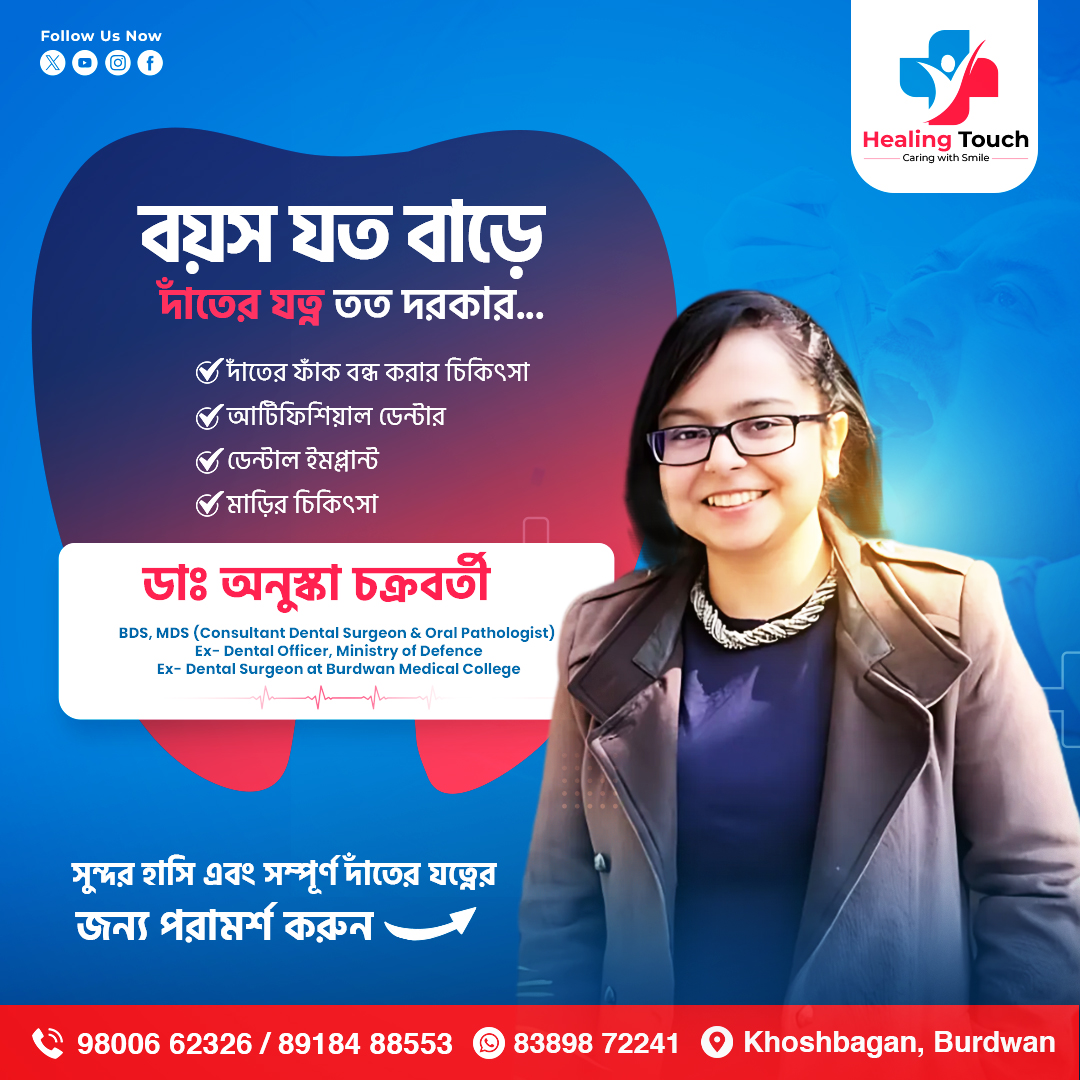 Follow Us Now
Healing Touch
Caring with Smile
বয়স যত বাড়ে
দাঁতের যত্ন তত দরকার...
দাঁতের ফাঁক বন্ধ করার চিকিৎসা
আর্টিফিশিয়াল ডেন্টার
ডেন্টাল ইমপ্লান্ট
মাড়ির চিকিৎসা
ডাঃ অনুস্কা চক্রবর্তী
BDS, MDS (Consultant Dental Surgeon & Oral Pathologist)
Ex- Dental Officer, Ministry of Defence
Ex- Dental Surgeon at Burdwan Medical College
সুন্দর হাসি এবং সম্পূর্ণ দাঁতের যত্নের
জন্য পরামর্শ করুন
98006 62326 / 89184 88553 83898 72241 Khoshbagan, Burdwan